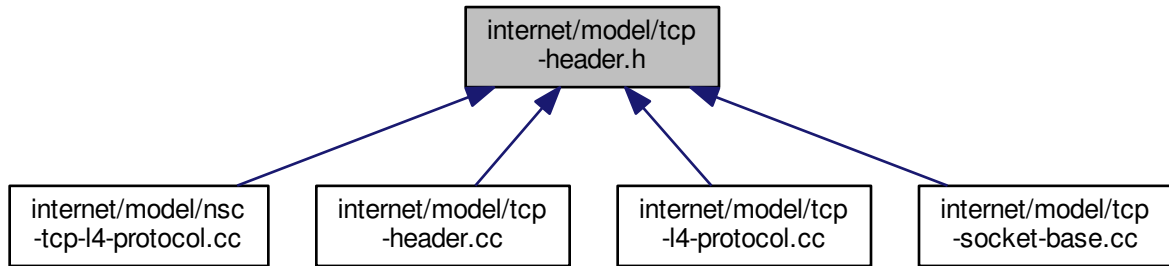 internet/model/tcp
-header.h
internet/model/nsc
-tcp-l4-protocol.cc
internet/model/tcp
-header.cc
internet/model/tcp
-l4-protocol.cc
internet/model/tcp
-socket-base.cc